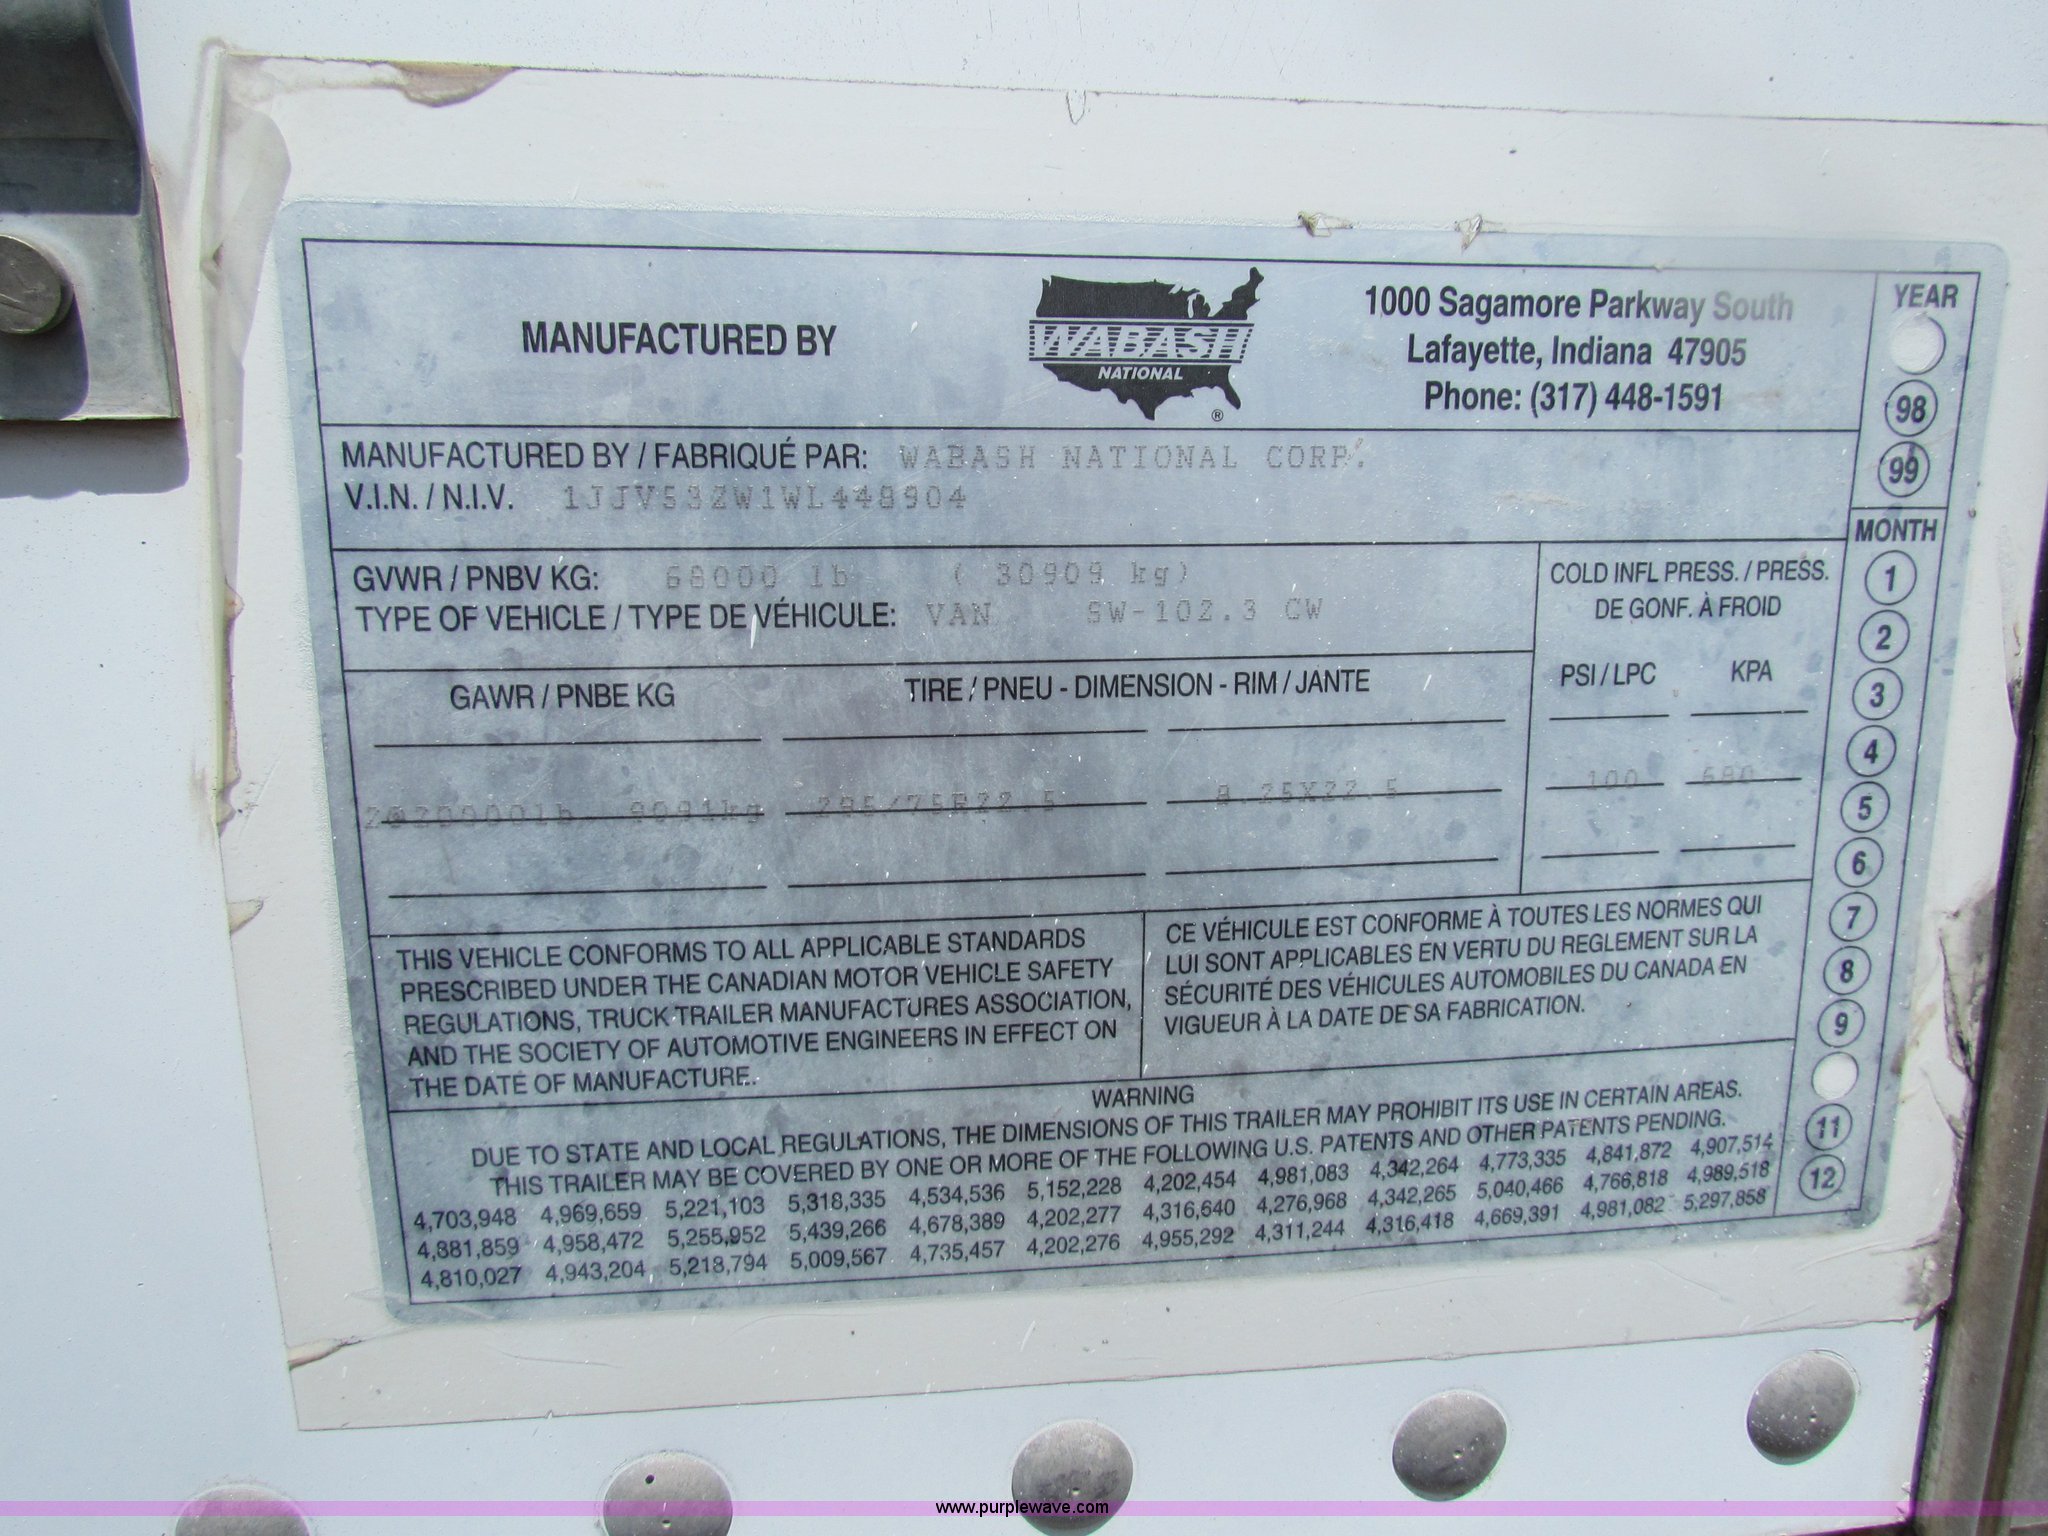 MANUFACTURED BY
WABASH
NATIONAL
®
1000 Sagamore Parkway South
Lafayette, Indiana 47905
Phone: (317) 448-1591
YEAR
98
99
MANUFACTURED BY / FABRIQUÉ PAR: WABASH NATIONAL CORP.
V.I.N. / N.I.V. 1JJV532W1WL448904
GVWR / PNBV KG: 68000 lb ( 30909 kg)
TYPE OF VEHICLE / TYPE DE VÉHICULE: VAN SW-102.3 CW
COLD INFL PRESS. / PRESS.
DE GONF. À FROID
PSI / LPC KPA
GAWR / PNBE KG TIRE / PNEU - DIMENSION - RIM / JANTE
2@20000lb 9091kg 295/75R22.5 8.25X22.5 100 680
MONTH
1
2
3
4
5
6
7
8
9
11
12
THIS VEHICLE CONFORMS TO ALL APPLICABLE STANDARDS
PRESCRIBED UNDER THE CANADIAN MOTOR VEHICLE SAFETY
REGULATIONS, TRUCK TRAILER MANUFACTURES ASSOCIATION,
AND THE SOCIETY OF AUTOMOTIVE ENGINEERS IN EFFECT ON
THE DATE OF MANUFACTURE.
CE VÉHICULE EST CONFORME À TOUTES LES NORMES QUI
LUI SONT APPLICABLES EN VERTU DU REGLEMENT SUR LA
SÉCURITÉ DES VÉHICULES AUTOMOBILES DU CANADA EN
VIGUEUR À LA DATE DE SA FABRICATION.
WARNING
DUE TO STATE AND LOCAL REGULATIONS, THE DIMENSIONS OF THIS TRAILER MAY PROHIBIT ITS USE IN CERTAIN AREAS.
THIS TRAILER MAY BE COVERED BY ONE OR MORE OF THE FOLLOWING U.S. PATENTS AND OTHER PATENTS PENDING.
4,703,948 4,969,659 5,221,103 5,318,335 4,534,536 5,152,228 4,202,454 4,981,083 4,342,264 4,773,335 4,841,872 4,907,514
4,881,859 4,958,472 5,255,952 5,439,266 4,678,389 4,202,277 4,316,640 4,276,968 4,342,265 5,040,466 4,766,818 4,989,518
4,810,027 4,943,204 5,218,794 5,009,567 4,735,457 4,202,276 4,955,292 4,311,244 4,316,418 4,669,391 4,981,082 5,297,858
www.purplewave.com